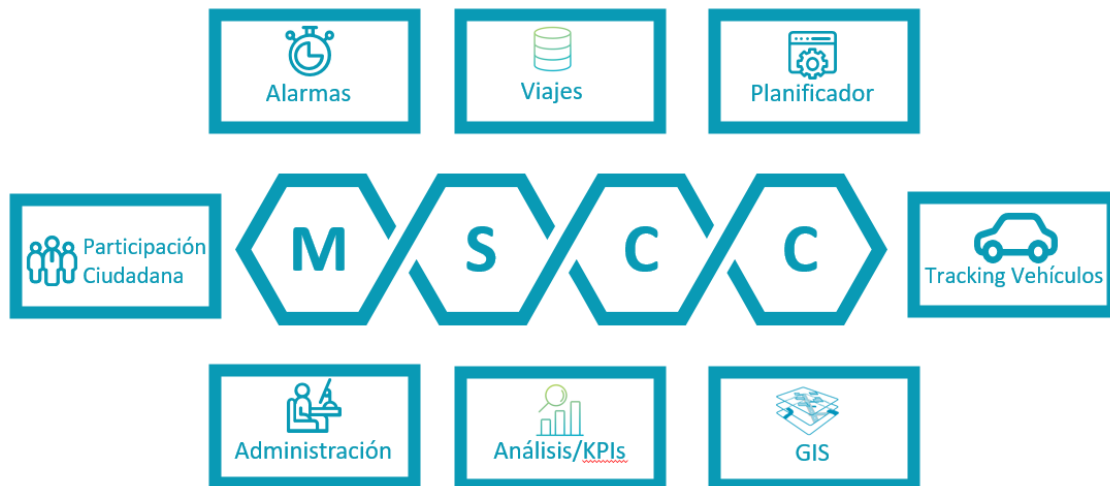 Alarmas
Viajes
Planificador
Participación
Ciudadana
M S C C
Tracking Vehículos
Administración
Análisis/KPIs
GIS